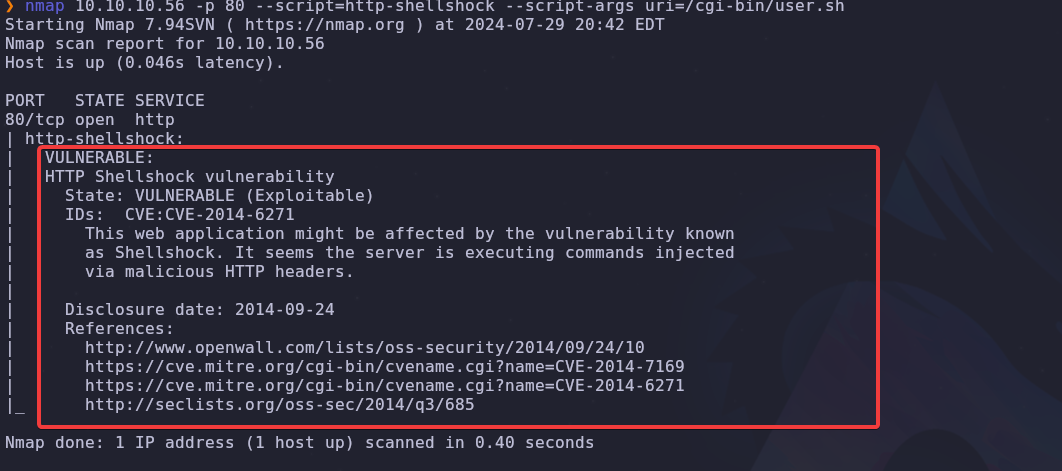 ❯ nmap 10.10.10.56 -p 80 --script=http-shellshock --script-args uri=/cgi-bin/user.sh
Starting Nmap 7.94SVN ( https://nmap.org ) at 2024-07-29 20:42 EDT
Nmap scan report for 10.10.10.56
Host is up (0.046s latency).

PORT   STATE SERVICE
80/tcp open  http
| http-shellshock:
|   VULNERABLE:
|   HTTP Shellshock vulnerability
|     State: VULNERABLE (Exploitable)
|     IDs:  CVE:CVE-2014-6271
|       This web application might be affected by the vulnerability known
|       as Shellshock. It seems the server is executing commands injected
|       via malicious HTTP headers.
|
|     Disclosure date: 2014-09-24
|     References:
|       http://www.openwall.com/lists/oss-security/2014/09/24/10
|       https://cve.mitre.org/cgi-bin/cvename.cgi?name=CVE-2014-7169
|       https://cve.mitre.org/cgi-bin/cvename.cgi?name=CVE-2014-6271
|_      http://seclists.org/oss-sec/2014/q3/685

Nmap done: 1 IP address (1 host up) scanned in 0.40 seconds